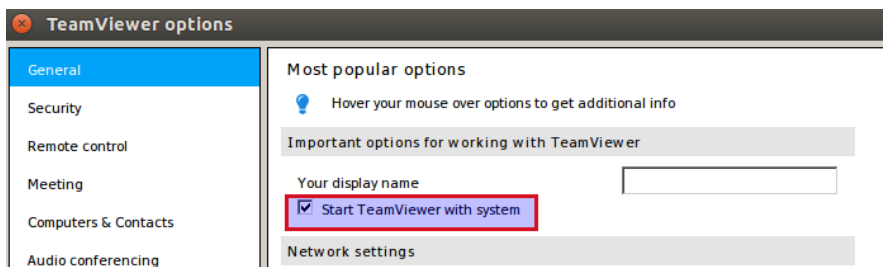 TeamViewer options
General
Security
Remote control
Meeting
Computers & Contacts
Audio conferencing
Most popular options
Hover your mouse over options to get additional info
Important options for working with TeamViewer
Your display name
Start TeamViewer with system
Network settings